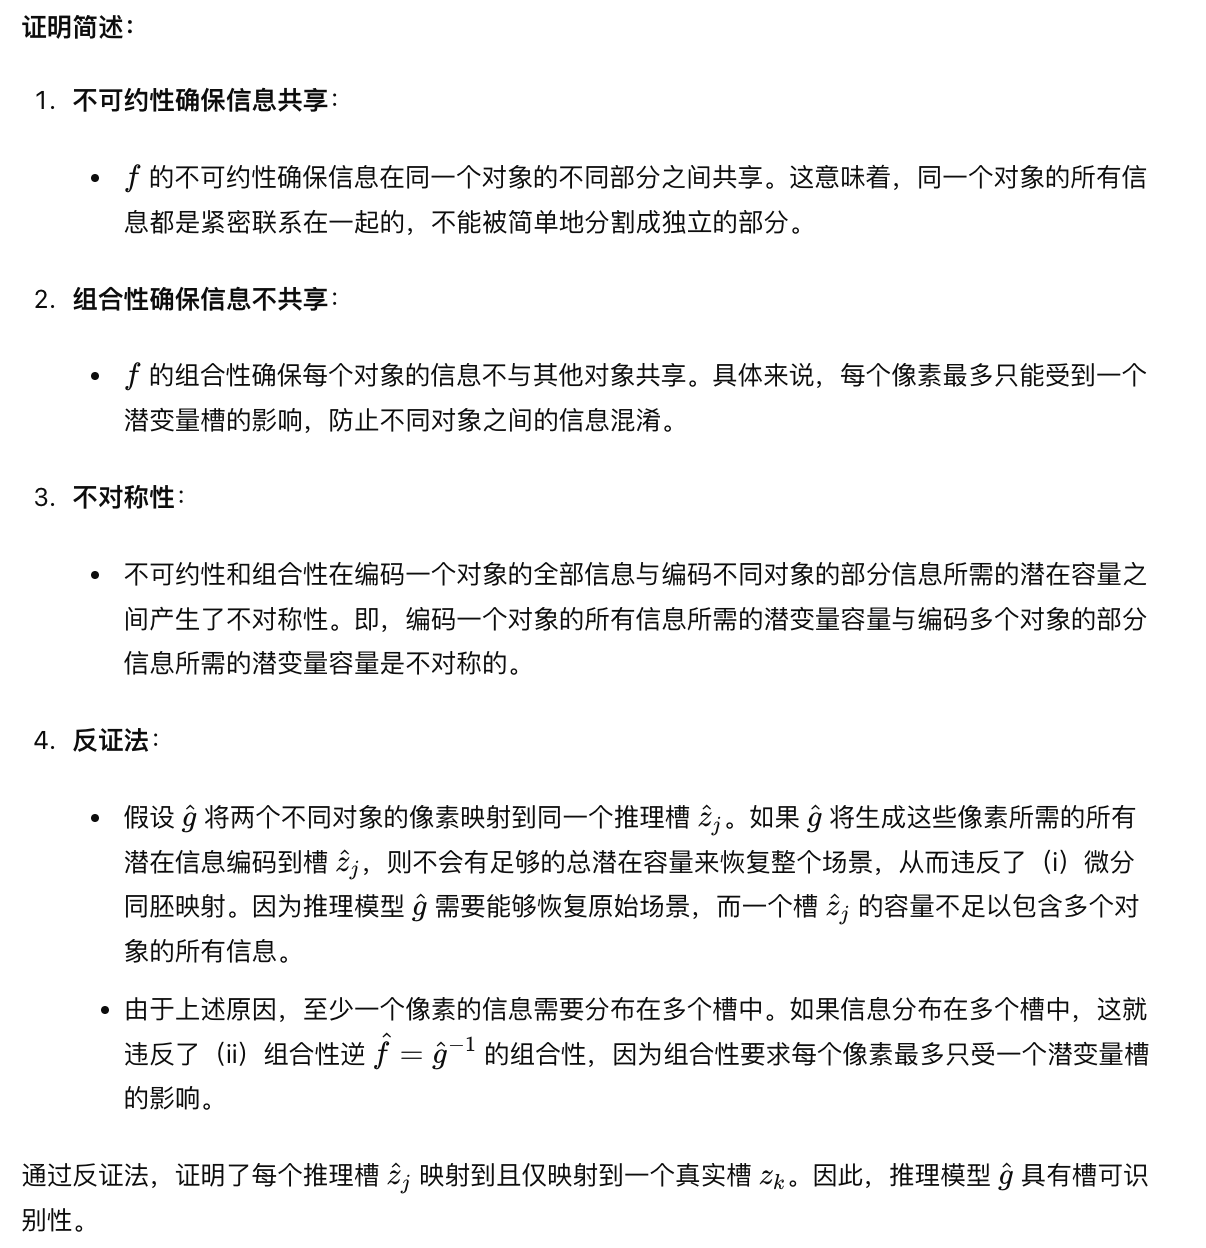 证明简述：
1. 不可约性确保信息共享：
• f 的不可约性确保信息在同一个对象的不同部分之间共享。这意味着，同一个对象的所有信
息都是紧密联系在一起的，不能被简单地分割成独立的部分。
2. 组合性确保信息不共享：
• f 的组合性确保每个对象的信息不与其他对象共享。具体来说，每个像素最多只能受到一个
潜变量槽的影响，防止不同对象之间的信息混淆。
3. 不对称性：
• 不可约性和组合性在编码一个对象的全部信息与编码不同对象的部分信息所需的潜在容量之
间产生了不对称性。即，编码一个对象的所有信息所需的潜变量容量与编码多个对象的部分
信息所需的潜变量容量是不对称的。
4. 反证法：
• 假设 ĝ 将两个不同对象的像素映射到同一个推理槽 ẑ_j。如果 ĝ 将生成这些像素所需的所有
潜在信息编码到槽 ẑ_j，则不会有足够的总潜在容量来恢复整个场景，从而违反了（i）微分
同胚映射。因为推理模型 ĝ 需要能够恢复原始场景，而一个槽 ẑ_j 的容量不足以包含多个对
象的所有信息。
• 由于上述原因，至少一个像素的信息需要分布在多个槽中。如果信息分布在多个槽中，这就
违反了（ii）组合性逆 f̂ = ĝ⁻¹ 的组合性，因为组合性要求每个像素最多只受一个潜变量槽
的影响。
通过反证法，证明了每个推理槽 ẑ_j 映射到且仅映射到一个真实槽 z_k。因此，推理模型 ĝ 具有槽可识
别性。